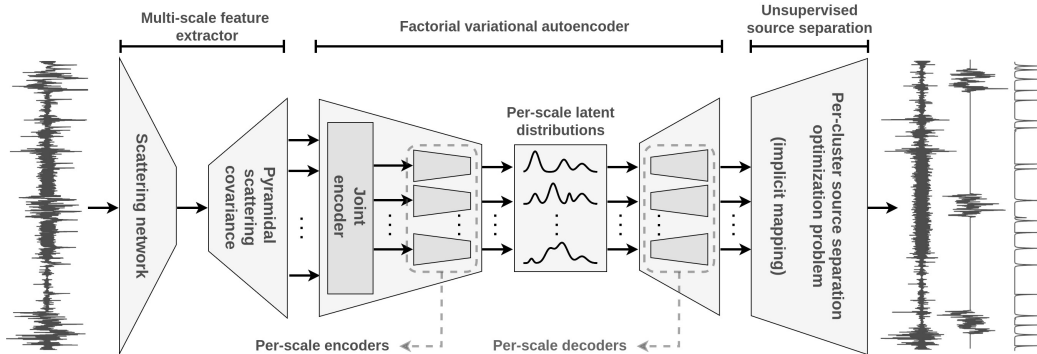 Multi-scale feature
extractor
Factorial variational autoencoder
Unsupervised
source separation
Scattering network
Pyramidal
scattering
covariance
Joint
encoder
Per-scale latent
distributions
Per-cluster source separation
optimization problem
(implicit mapping)
Per-scale encoders
Per-scale decoders